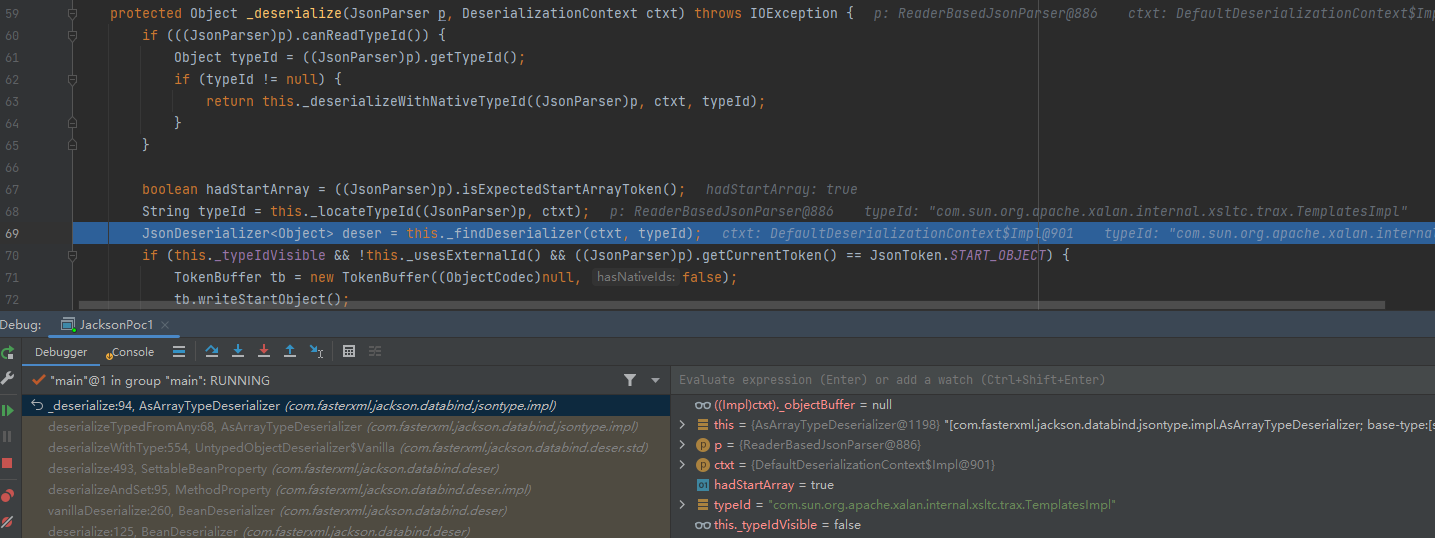 59 protected Object _deserialize(JsonParser p, DeserializationContext ctxt) throws IOException { p: ReaderBasedJsonParser@886 ctxt: DefaultDeserializationContext$Impl@
60 if (((JsonParser)p).canReadTypeId()) {
61 Object typeId = ((JsonParser)p).getTypeId();
62 if (typeId != null) {
63 return this._deserializeWithNativeTypeId((JsonParser)p, ctxt, typeId);
64 }
65 }
66
67 boolean hadStartArray = ((JsonParser)p).isExpectedStartArrayToken(); hadStartArray: true
68 String typeId = this._locateTypeId((JsonParser)p, ctxt); p: ReaderBasedJsonParser@886 typeId: "com.sun.org.apache.xalan.internal.xsltc.trax.TemplatesImpl"
69 JsonDeserializer<Object> deser = this._findDeserializer(ctxt, typeId); ctxt: DefaultDeserializationContext$Impl@901 typeId: "com.sun.org.apache.xalan.interna
70 if (this._typeIdVisible && !this._usesExternalId() && ((JsonParser)p).getCurrentToken() == JsonToken.START_OBJECT) {
71 TokenBuffer tb = new TokenBuffer((ObjectCodec)null, hasNativeIds: false);
72 tb.writeStartObject();
Debug: JacksonPoc1
Debugger Console
"main"@1 in group "main": RUNNING
Evaluate expression (Enter) or add a watch (Ctrl+Shift+Enter)
_deserialize:94, AsArrayTypeDeserializer (com.fasterxml.jackson.databind.jsontype.impl)
deserializeTypedFromAny:68, AsArrayTypeDeserializer (com.fasterxml.jackson.databind.jsontype.impl)
deserializeWithType:554, UntypedObjectDeserializer$Vanilla (com.fasterxml.jackson.databind.deser.std)
deserialize:493, SettableBeanProperty (com.fasterxml.jackson.databind.deser)
deserializeAndSet:95, MethodProperty (com.fasterxml.jackson.databind.deser.impl)
vanillaDeserialize:260, BeanDeserializer (com.fasterxml.jackson.databind.deser)
deserialize:125, BeanDeserializer (com.fasterxml.jackson.databind.deser)
((Impl)ctxt)._objectBuffer = null
this = {AsArrayTypeDeserializer@1198} "[com.fasterxml.jackson.databind.jsontype.impl.AsArrayTypeDeserializer; base-type:[s
p = {ReaderBasedJsonParser@886}
ctxt = {DefaultDeserializationContext$Impl@901}
hadStartArray = true
typeId = "com.sun.org.apache.xalan.internal.xsltc.trax.TemplatesImpl"
this._typeIdVisible = false